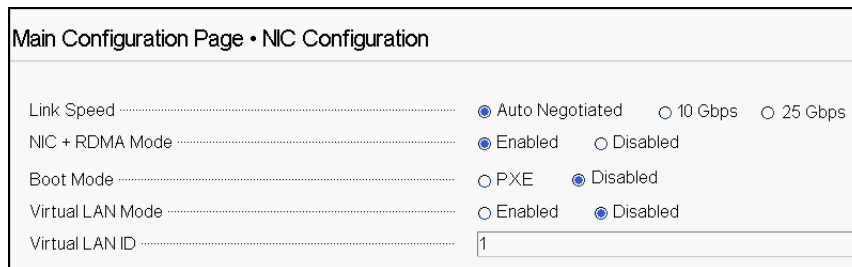 Main Configuration Page • NIC Configuration
Link Speed Auto Negotiated 10 Gbps 25 Gbps
NIC + RDMA Mode Enabled Disabled
Boot Mode PXE Disabled
Virtual LAN Mode Enabled Disabled
Virtual LAN ID 1